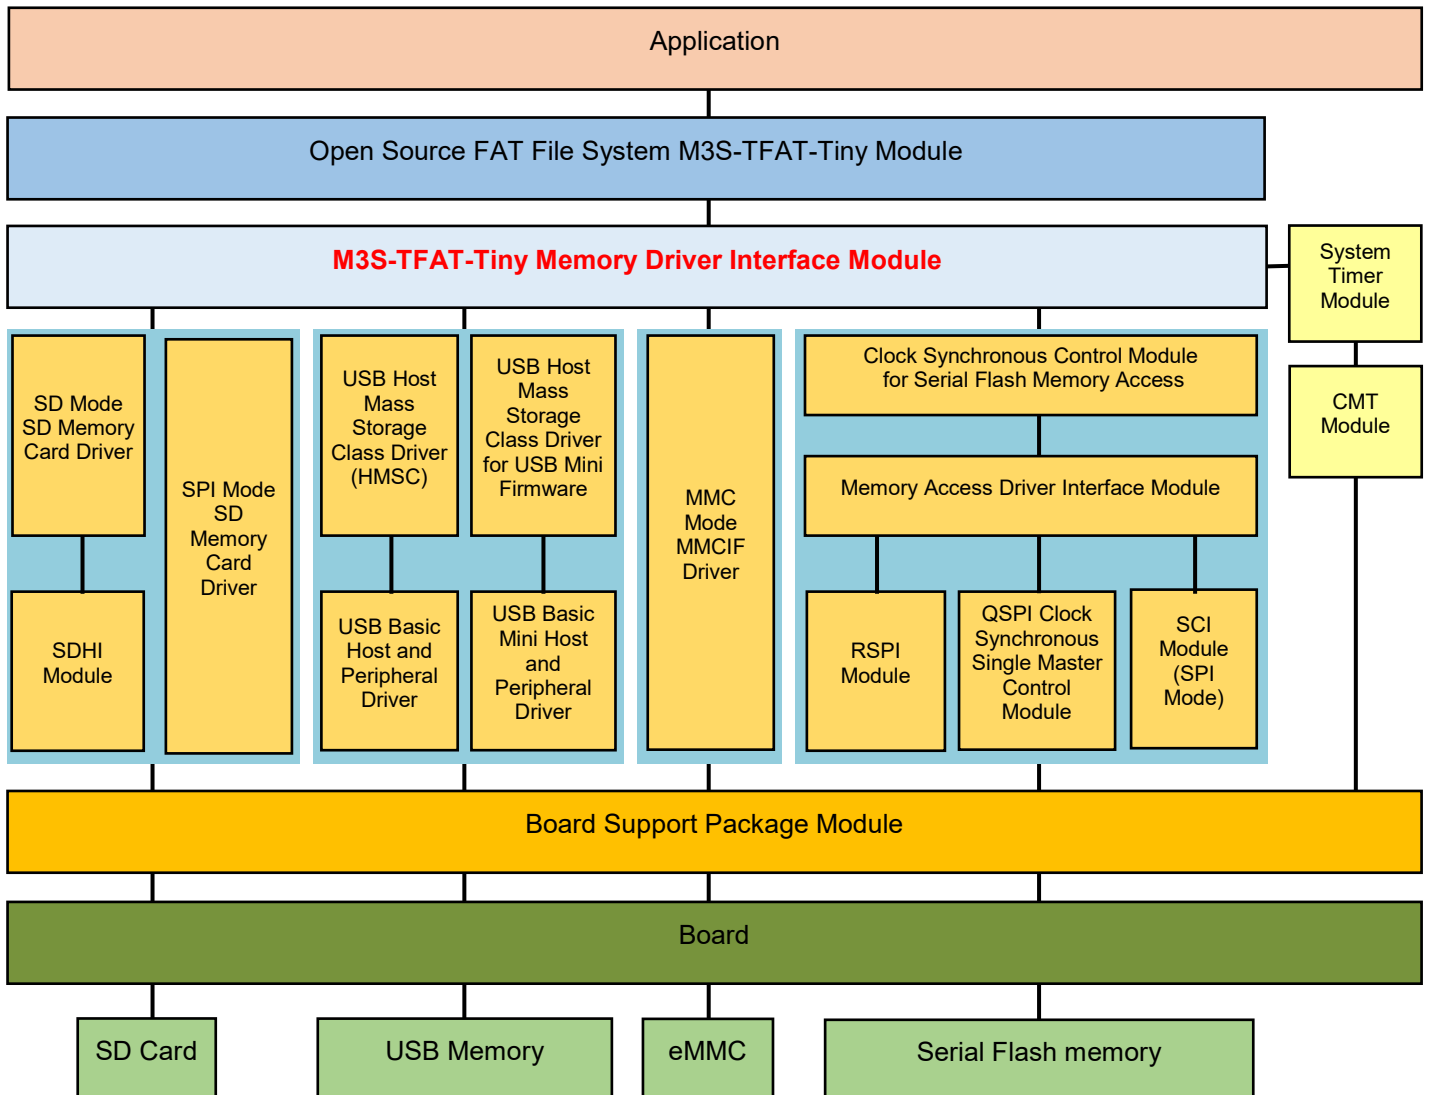 Application
Open Source FAT File System M3S-TFAT-Tiny Module
M3S-TFAT-Tiny Memory Driver Interface Module
System
Timer
Module
CMT
Module
SD Mode
SD Memory
Card Driver
SDHI
Module
SPI Mode
SD
Memory
Card
Driver
USB Host
Mass
Storage
Class Driver
(HMSC)
USB Basic
Host and
Peripheral
Driver
USB Host
Mass
Storage
Class Driver
for USB Mini
Firmware
USB Basic
Mini Host
and
Peripheral
Driver
MMC
Mode
MMCIF
Driver
Clock Synchronous Control Module
for Serial Flash Memory Access
Memory Access Driver Interface Module
RSPI
Module
QSPI Clock
Synchronous
Single Master
Control
Module
SCI
Module
(SPI
Mode)
Board Support Package Module
Board
SD Card
USB Memory
eMMC
Serial Flash memory